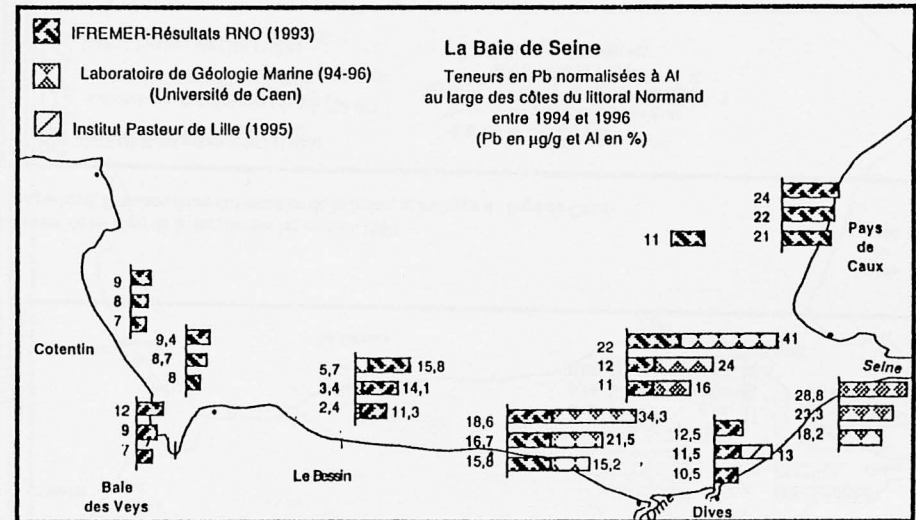 IFREMER-Résultats RNO (1993)
Laboratoire de Géologie Marine (94-96)
(Université de Caen)
Institut Pasteur de Lille (1995)
La Baie de Seine
Teneurs en Pb normalisées à Al
au large des côtes du littoral Normand
entre 1994 et 1996
(Pb en µg/g et Al en %)
24
22
21
11
Pays
de
Caux
9
8
7
Cotentin
9,4
8,7
8
5,7 15,8
3,4 14,1
2,4 11,3
22 41
12 24
11 16
Seine
28,8
23,3
18,2
12
9
7
18,6 34,3
16,7 21,5
15,8 15,2
12,5
11,5 13
10,5
Le Bessin
Baie
des Veys
Orne
Dives